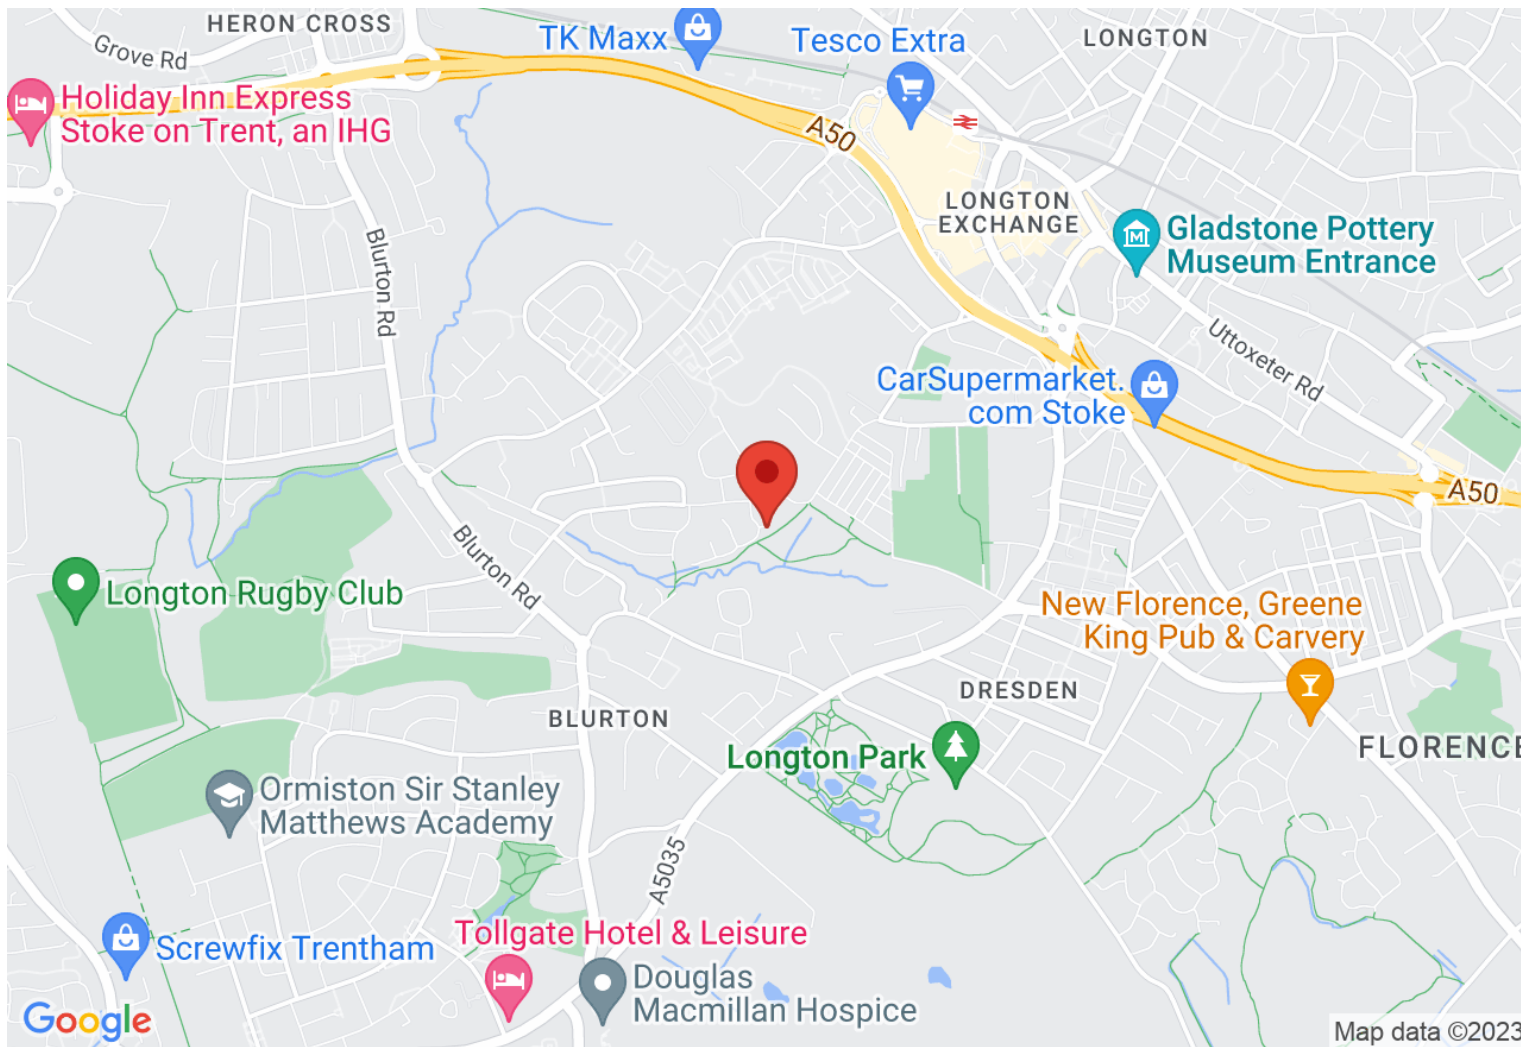 HERON CROSS
Grove Rd
TK Maxx
Tesco Extra
LONGTON
Holiday Inn Express
Stoke on Trent, an IHG
A50
LONGTON
EXCHANGE
Gladstone Pottery
Museum Entrance
Blurton Rd
Uttoxeter Rd
CarSupermarket.
com Stoke
A50
Blurton Rd
Longton Rugby Club
New Florence, Greene
King Pub & Carvery
DRESDEN
BLURTON
FLORENCE
Longton Park
Ormiston Sir Stanley
Matthews Academy
A5035
Tollgate Hotel & Leisure
Screwfix Trentham
Douglas
Macmillan Hospice
Google
Map data ©2023